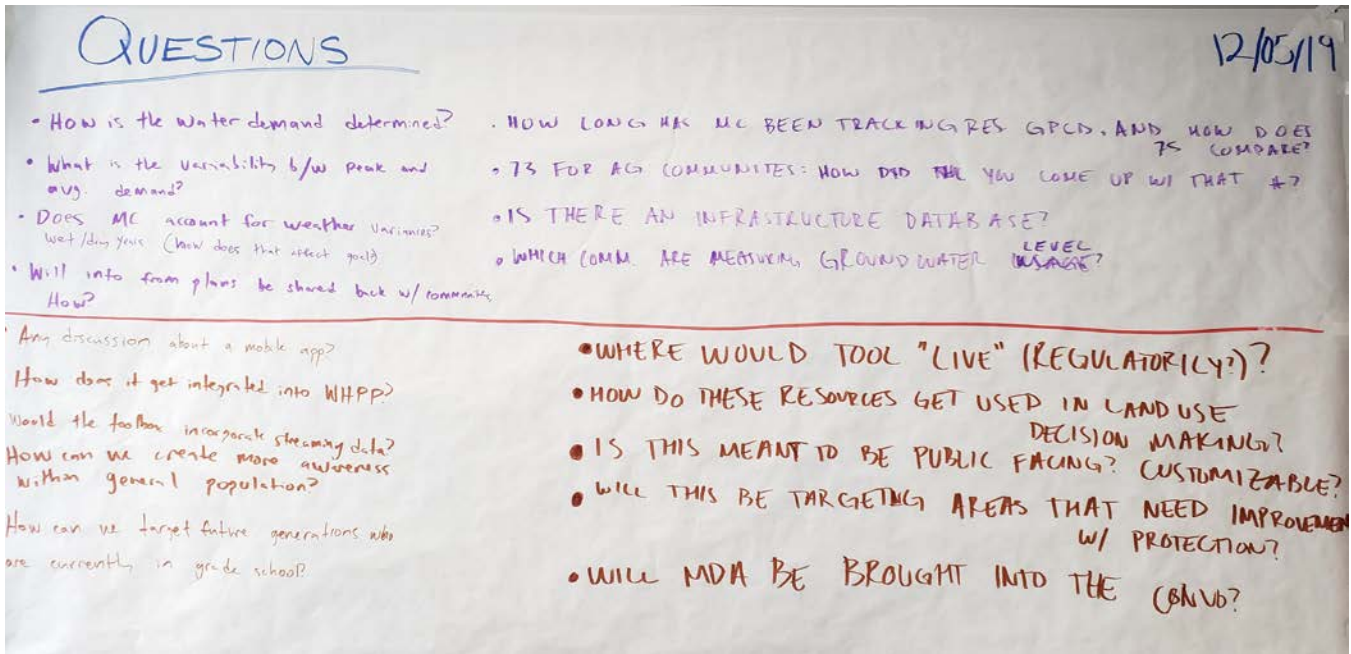 QUESTIONS
12/05/19
• How is the water demand determined?
• What is the variability b/w peak and
avg. demand?
• Does MC account for weather variances?
wet/dry years (how does that affect goals)
• Will info from plans be shared back w/ communities
How?
• HOW LONG HAS MC BEEN TRACKING RES GPCD. AND HOW DOES
75 COMPARE?
• 73 FOR AG COMMUNITES: HOW DID YOU COME UP W/ THAT #?
• IS THERE AN INFRASTRUCTURE DATABASE?
• WHICH COMM. ARE MEASURING GROUNDWATER LEVEL?
• Any discussion about a mobile app?
How does it get integrated into WHPP?
Would the toolbox incorporate streaming data?
How can we create more awareness
within general population?
How can we target future generations who
are currently in grade school?
• WHERE WOULD TOOL "LIVE" (REGULATORILY?)?
• HOW DO THESE RESOURCES GET USED IN LAND USE
DECISION MAKING?
• IS THIS MEANT TO BE PUBLIC FACING? CUSTOMIZABLE?
• WILL THIS BE TARGETING AREAS THAT NEED IMPROVEMEN
W/ PROTECTION?
• WILL MDA BE BROUGHT INTO THE CONVO?